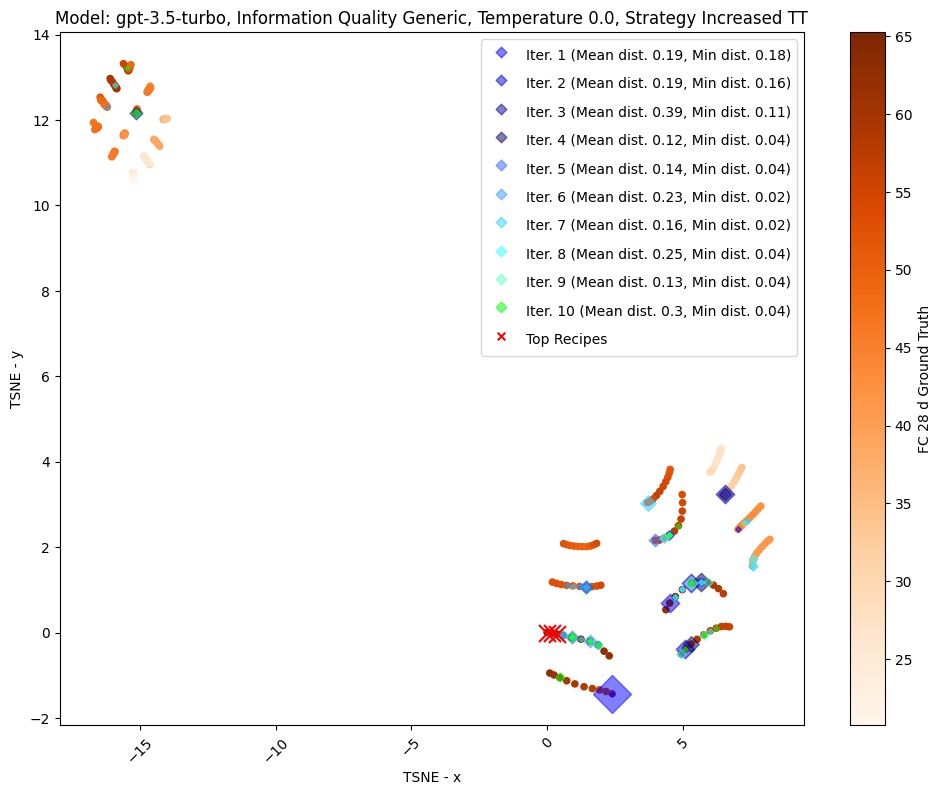 Model: gpt-3.5-turbo, Information Quality Generic, Temperature 0.0, Strategy Increased TT
Iter. 1 (Mean dist. 0.19, Min dist. 0.18)
Iter. 2 (Mean dist. 0.19, Min dist. 0.16)
Iter. 3 (Mean dist. 0.39, Min dist. 0.11)
Iter. 4 (Mean dist. 0.12, Min dist. 0.04)
Iter. 5 (Mean dist. 0.14, Min dist. 0.04)
Iter. 6 (Mean dist. 0.23, Min dist. 0.02)
Iter. 7 (Mean dist. 0.16, Min dist. 0.02)
Iter. 8 (Mean dist. 0.25, Min dist. 0.04)
Iter. 9 (Mean dist. 0.13, Min dist. 0.04)
Iter. 10 (Mean dist. 0.3, Min dist. 0.04)
Top Recipes
14
12
10
8
6
4
2
0
−2
TSNE - y
−15
−10
−5
0
5
TSNE - x
65
60
55
50
45
40
35
30
25
FC 28 d Ground Truth